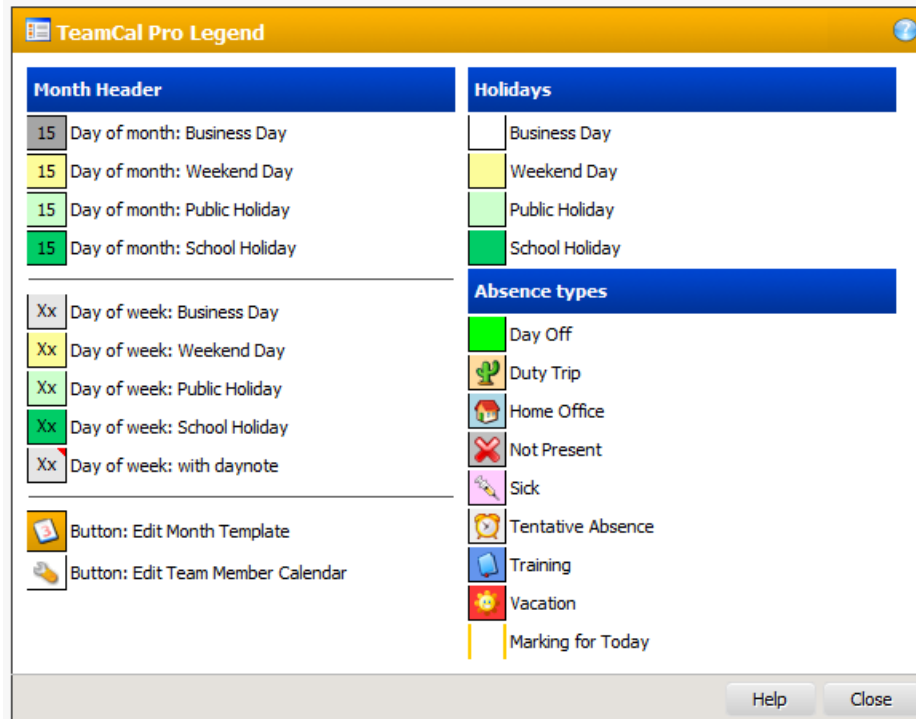 TeamCal Pro Legend
?
Month Header
15 Day of month: Business Day
15 Day of month: Weekend Day
15 Day of month: Public Holiday
15 Day of month: School Holiday
Xx Day of week: Business Day
Xx Day of week: Weekend Day
Xx Day of week: Public Holiday
Xx Day of week: School Holiday
Xx Day of week: with daynote
3 Button: Edit Month Template
Button: Edit Team Member Calendar
Holidays
Business Day
Weekend Day
Public Holiday
School Holiday
Absence types
Day Off
Duty Trip
Home Office
Not Present
Sick
Tentative Absence
Training
Vacation
Marking for Today
Help
Close